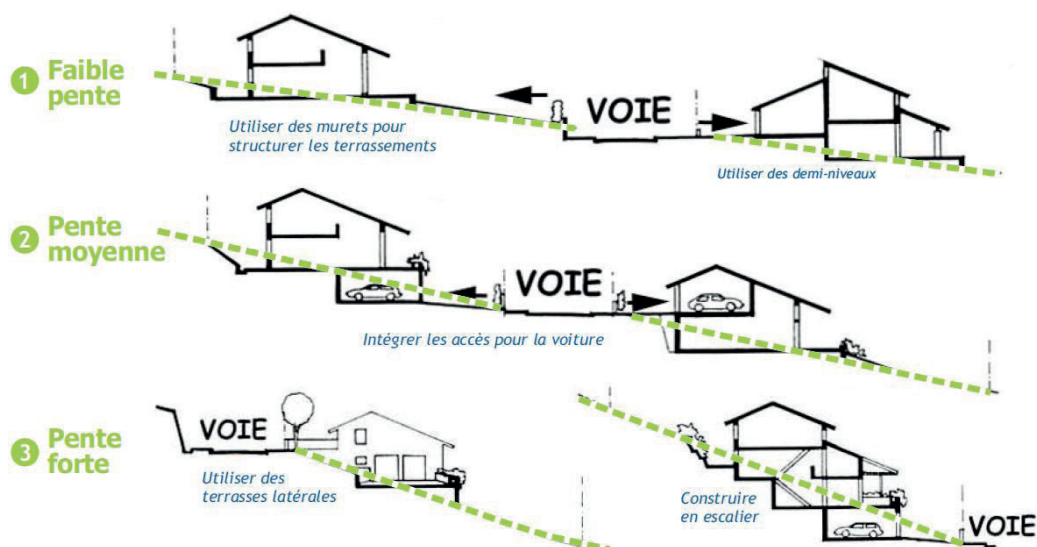 1 Faible
pente
VOIE
Utiliser des murets pour
structurer les terrassements
Utiliser des demi-niveaux
2 Pente
moyenne
VOIE
Intégrer les accès pour la voiture
3 Pente
forte
VOIE
Utiliser des
terrasses latérales
Construire
en escalier
VOIE